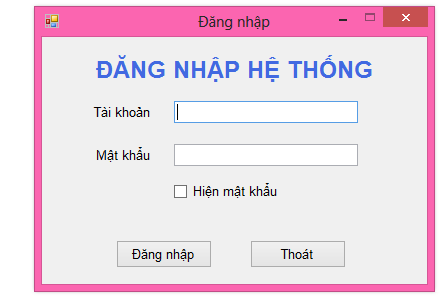 Đăng nhập
ĐĂNG NHẬP HỆ THỐNG
Tài khoản
Mật khẩu
Hiện mật khẩu
Đăng nhập Thoát